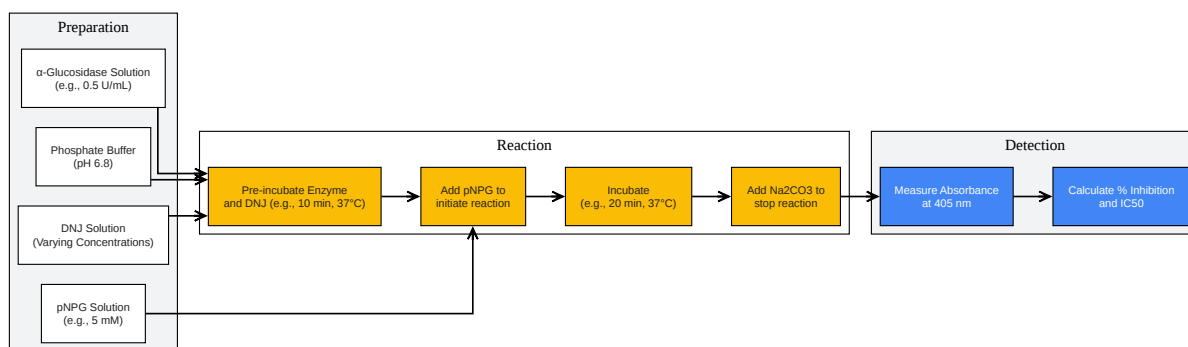 Preparation
α-Glucosidase Solution
(e.g., 0.5 U/mL)
Phosphate Buffer
(pH 6.8)
DNJ Solution
(Varying Concentrations)
pNPG Solution
(e.g., 5 mM)
Reaction
Pre-incubate Enzyme
and DNJ (e.g., 10 min, 37°C)
Add pNPG to
initiate reaction
Incubate
(e.g., 20 min, 37°C)
Add Na2CO3 to
stop reaction
Detection
Measure Absorbance
at 405 nm
Calculate % Inhibition
and IC50